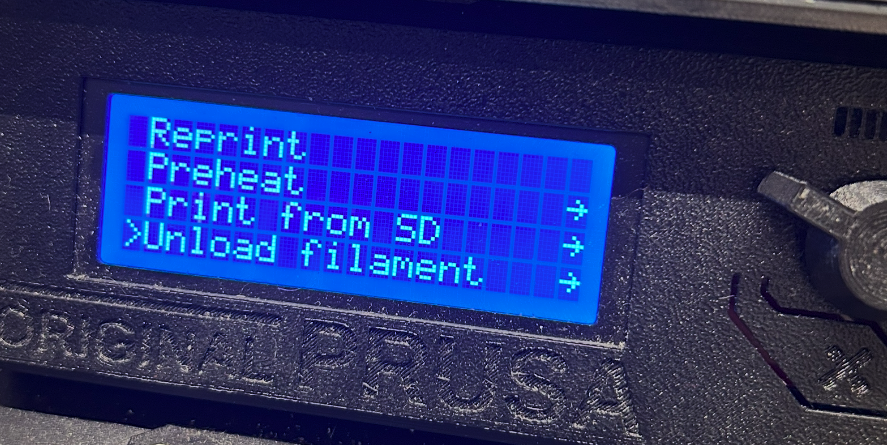 Reprint
Preheat →
Print from SD →
>Unload filament →
ORIGINAL PRUSA